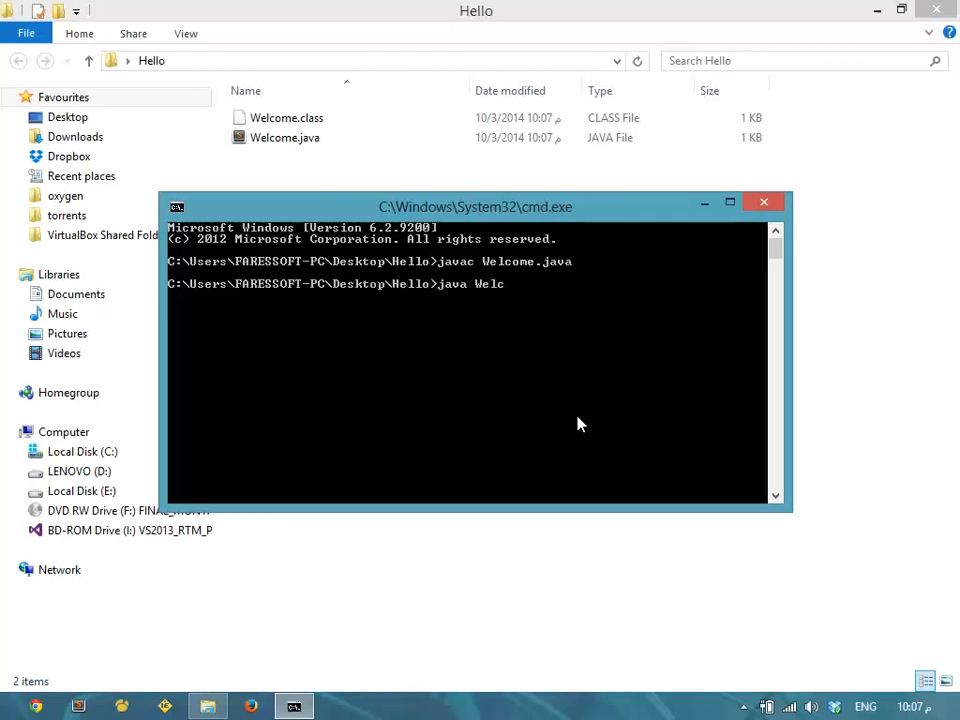 Hello
File
Home
Share
View
Hello
Search Hello
Name
Date modified
Type
Size
Favourites
Desktop
Downloads
Dropbox
Recent places
oxygen
torrents
VirtualBox Shared Fold
Libraries
Documents
Music
Pictures
Videos
Homegroup
Computer
Local Disk (C:)
LENOVO (D:)
Local Disk (E:)
DVD RW Drive (F:) FINAL_MONTI
BD-ROM Drive (I:) VS2013_RTM_P
Network
Welcome.class
10/3/2014 10:07 م
CLASS File
1 KB
Welcome.java
10/3/2014 10:07 م
JAVA File
1 KB
C:\Windows\System32\cmd.exe
Microsoft Windows [Version 6.2.9200]
(c) 2012 Microsoft Corporation. All rights reserved.
C:\Users\FARESSOFT-PC\Desktop\Hello>javac Welcome.java
C:\Users\FARESSOFT-PC\Desktop\Hello>java Welc
2 items
ENG
10:07 م